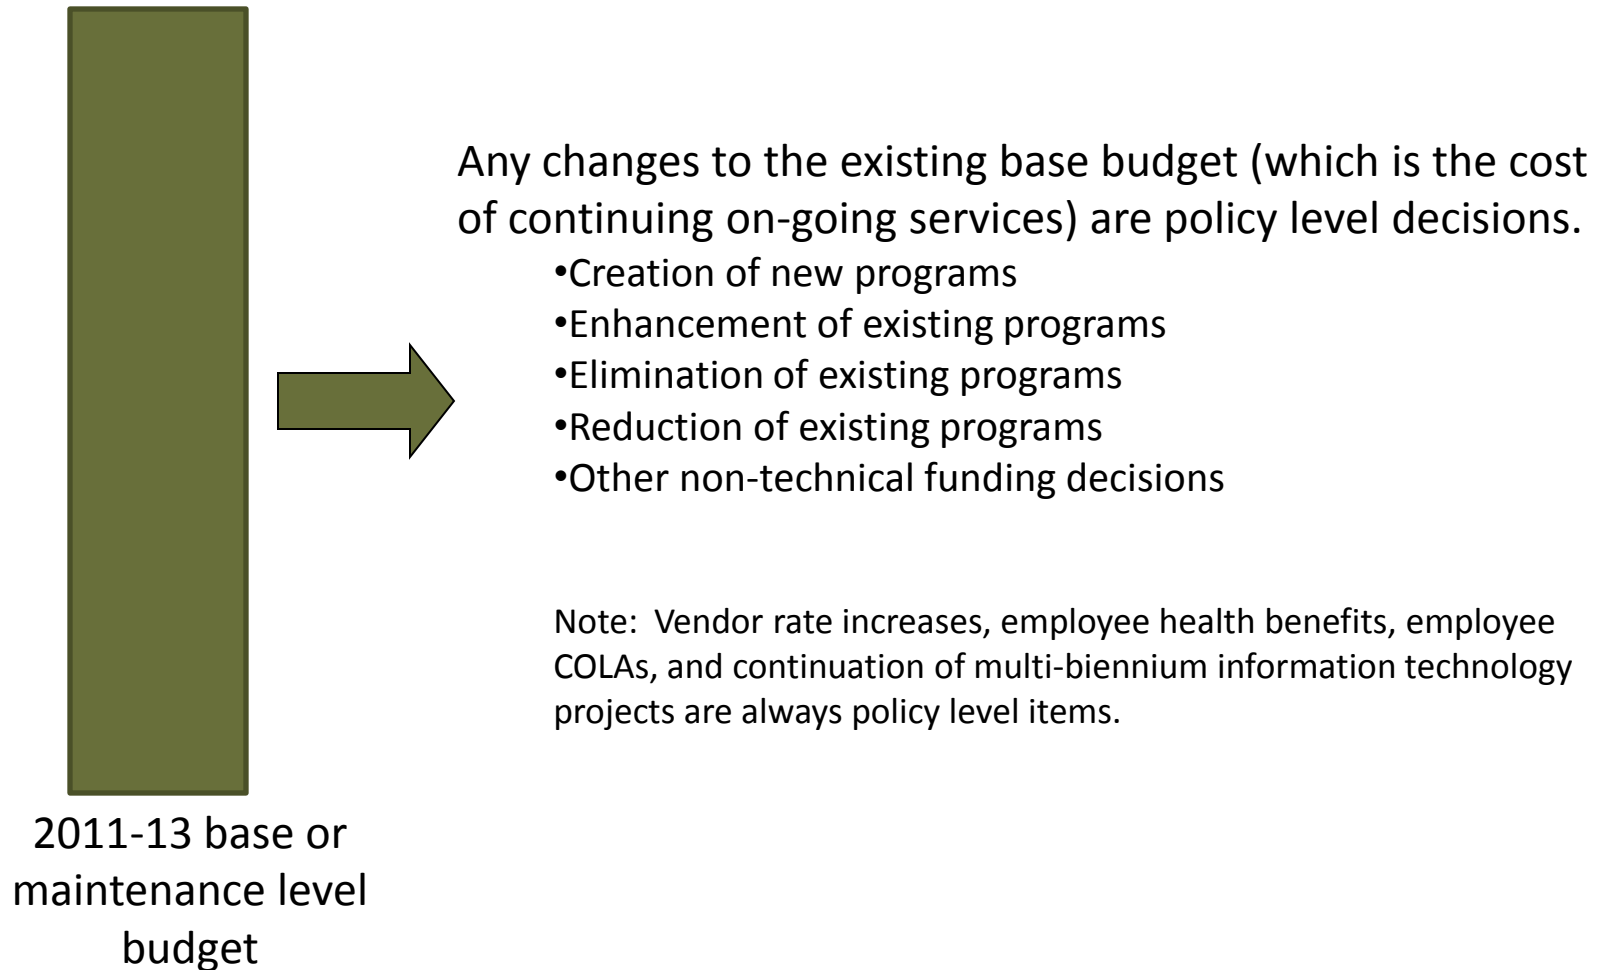 Any changes to the existing base budget (which is the cost
of continuing on-going services) are policy level decisions.
•Creation of new programs
•Enhancement of existing programs
•Elimination of existing programs
•Reduction of existing programs
•Other non-technical funding decisions
Note:  Vendor rate increases, employee health benefits, employee
COLAs, and continuation of multi-biennium information technology
projects are always policy level items.
2011-13 base or
maintenance level
budget